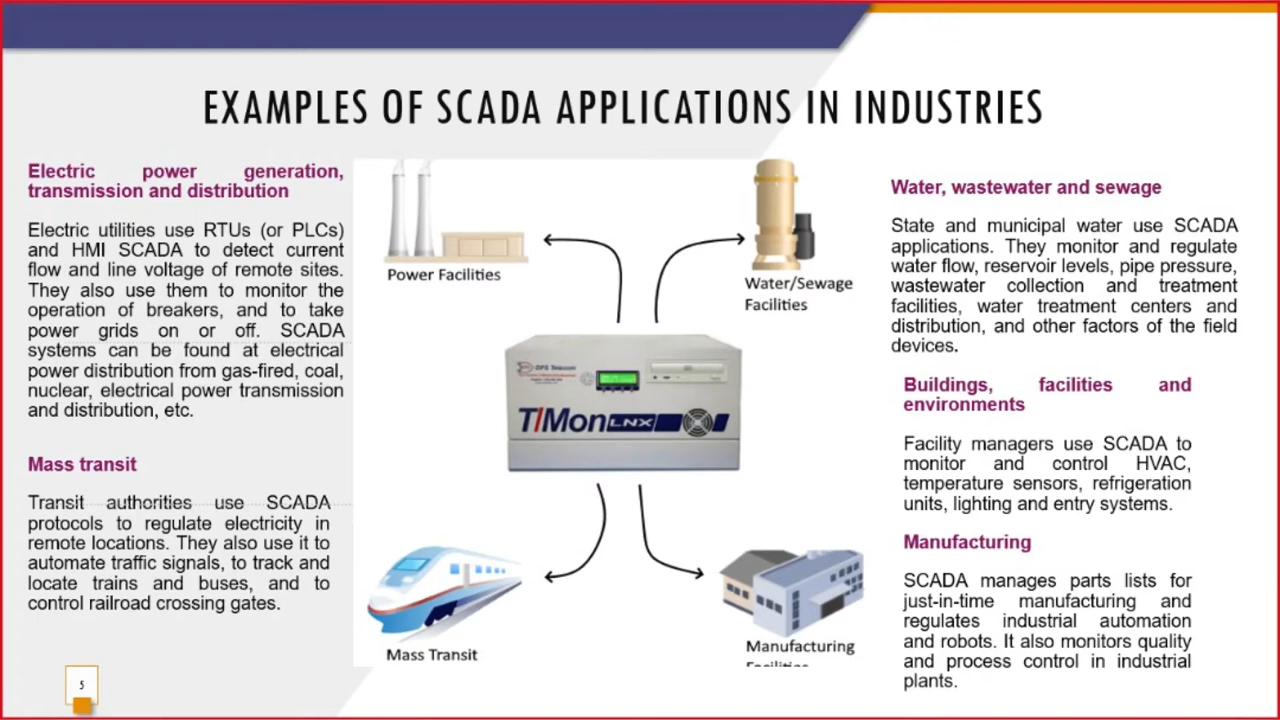 EXAMPLES OF SCADA APPLICATIONS IN INDUSTRIES
Electric power generation,
transmission and distribution
Electric utilities use RTUs (or PLCs)
and HMI SCADA to detect current
flow and line voltage of remote sites.
They also use them to monitor the
operation of breakers, and to take
power grids on or off. SCADA
systems can be found at electrical
power distribution from gas-fired, coal,
nuclear, electrical power transmission
and distribution, etc.
Mass transit
Transit authorities use SCADA
protocols to regulate electricity in
remote locations. They also use it to
automate traffic signals, to track and
locate trains and buses, and to
control railroad crossing gates.
5
Power Facilities
Water/Sewage
Facilities
DPS Telecom
T/Mon LNX
Mass Transit
Manufacturing
Facilities
Water, wastewater and sewage
State and municipal water use SCADA
applications. They monitor and regulate
water flow, reservoir levels, pipe pressure,
wastewater collection and treatment
facilities, water treatment centers and
distribution, and other factors of the field
devices.
Buildings, facilities and
environments
Facility managers use SCADA to
monitor and control HVAC,
temperature sensors, refrigeration
units, lighting and entry systems.
Manufacturing
SCADA manages parts lists for
just-in-time manufacturing and
regulates industrial automation
and robots. It also monitors quality
and process control in industrial
plants.